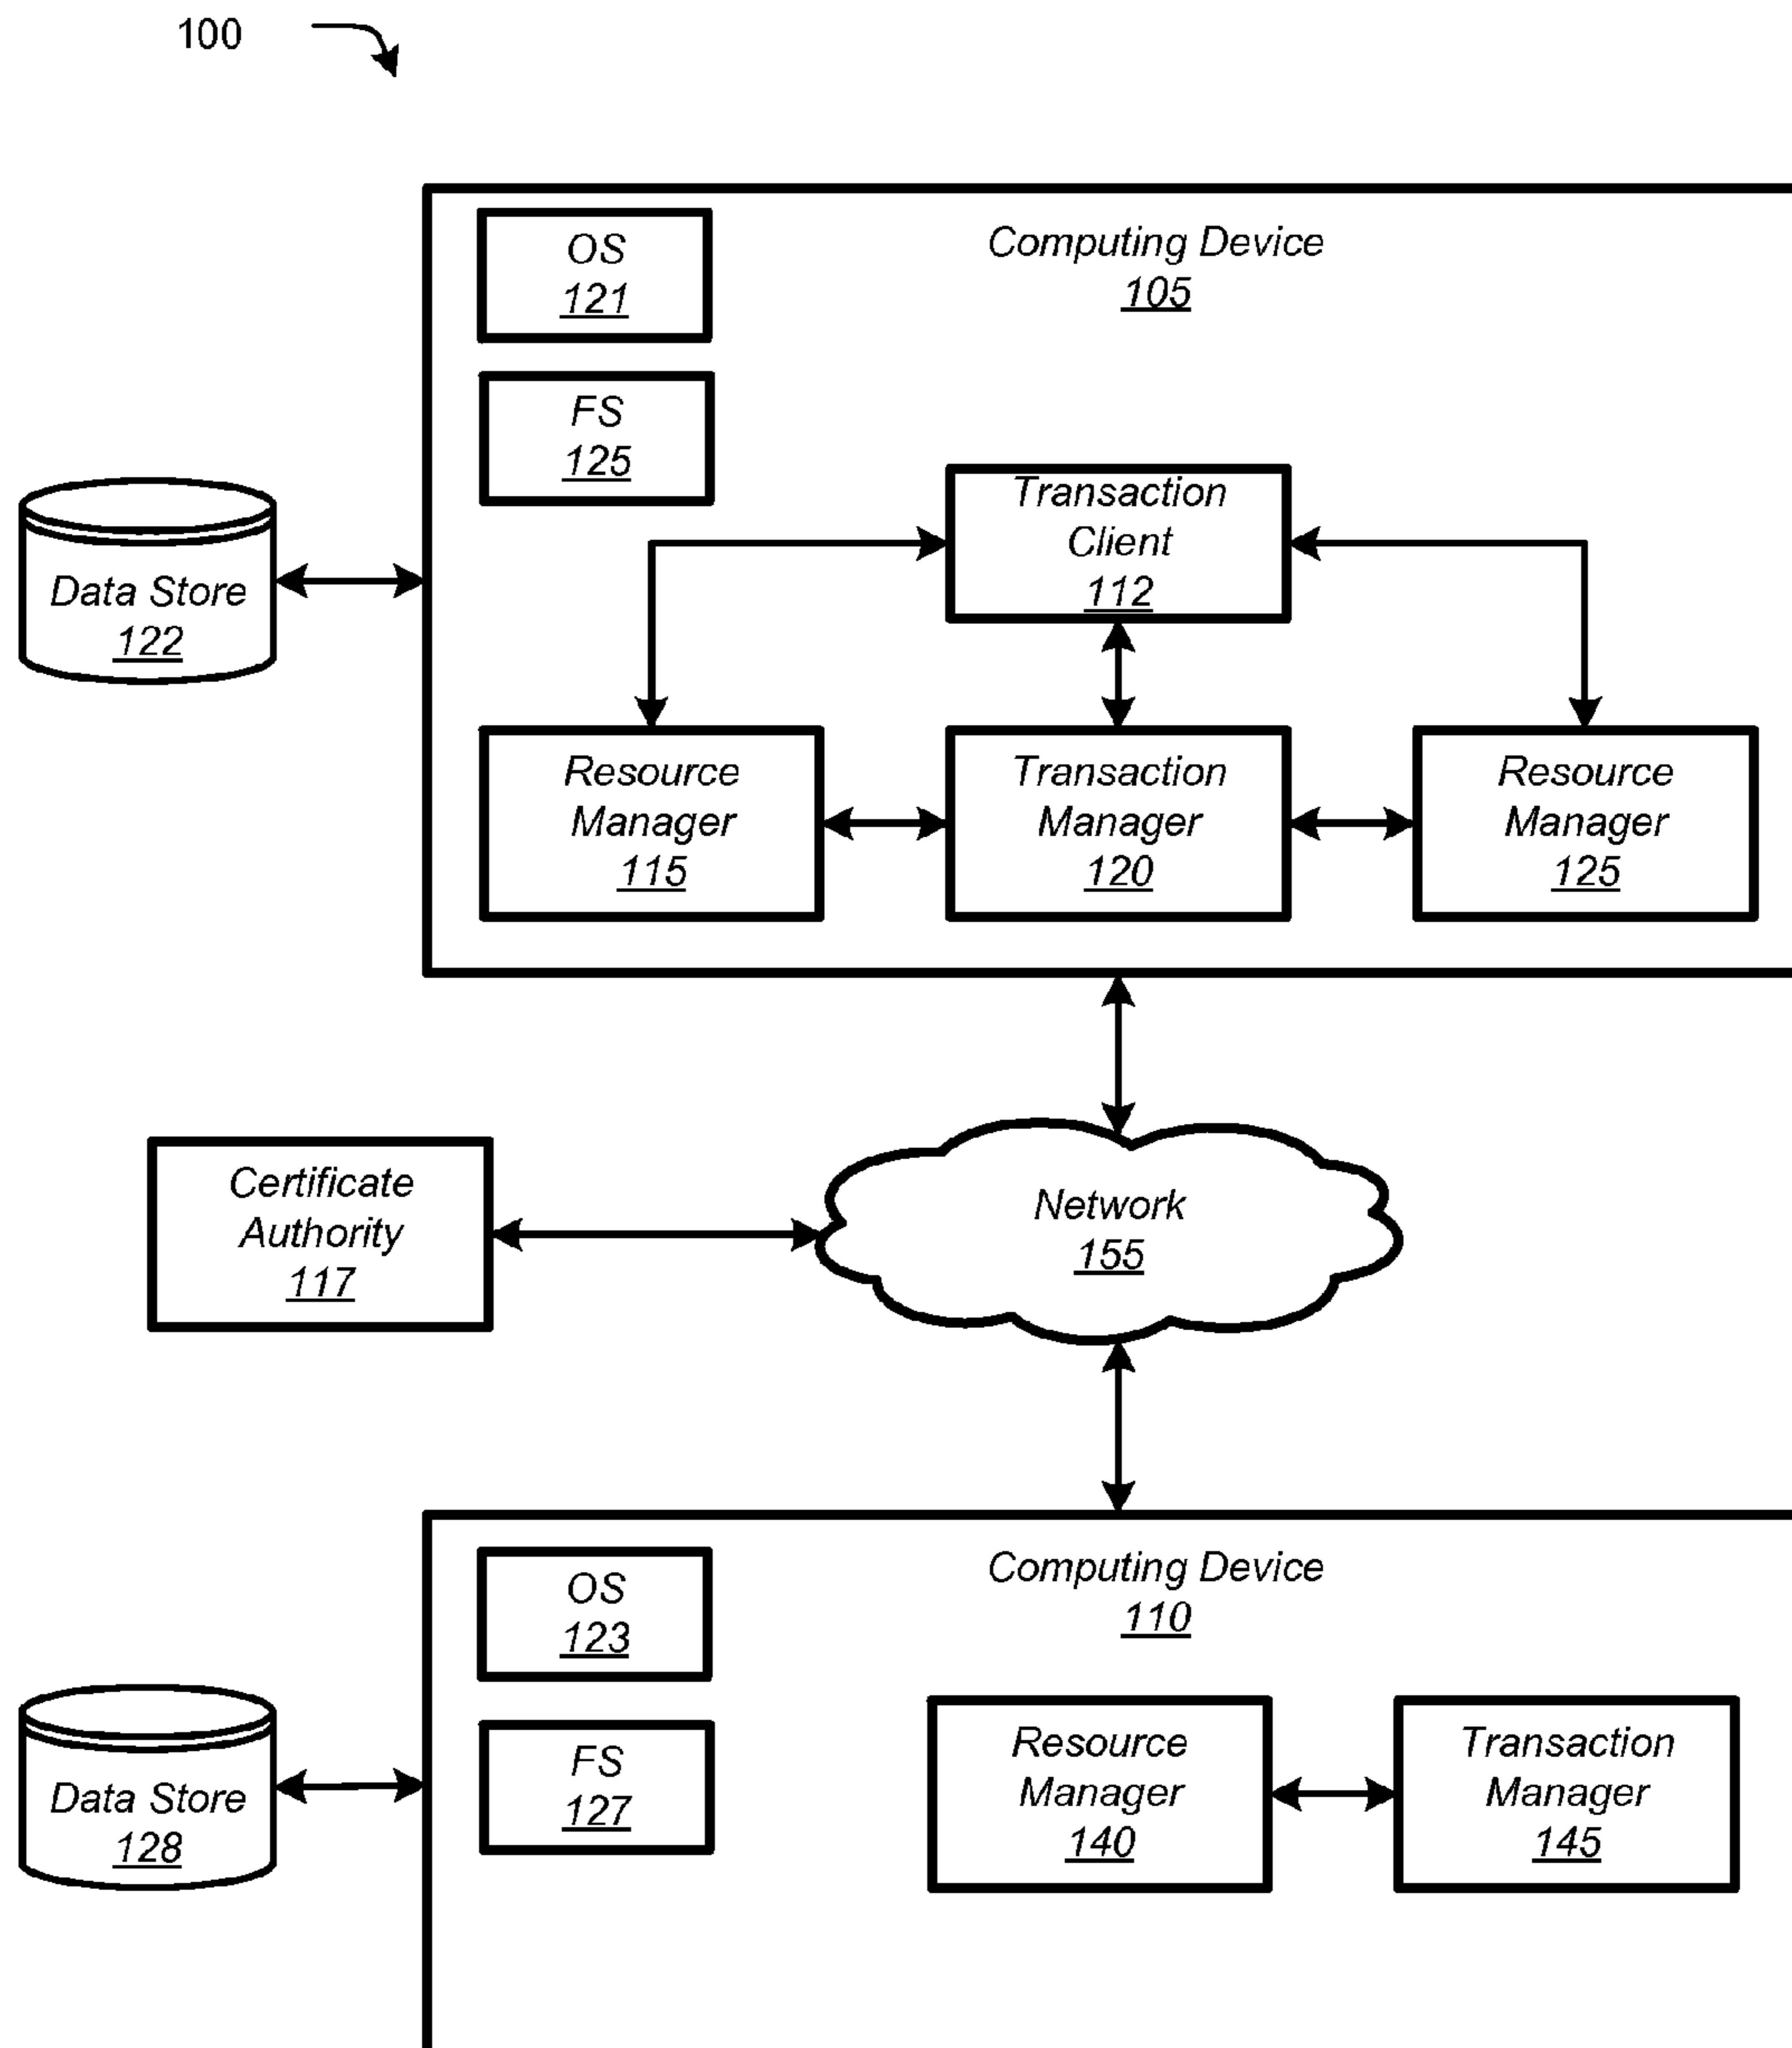 100
OS
121
Computing Device
105
FS
125
Transaction
Client
112
Data Store
122
Resource
Manager
115
Transaction
Manager
120
Resource
Manager
125
Certificate
Authority
117
Network
155
OS
123
Computing Device
110
FS
127
Resource
Manager
140
Transaction
Manager
145
Data Store
128